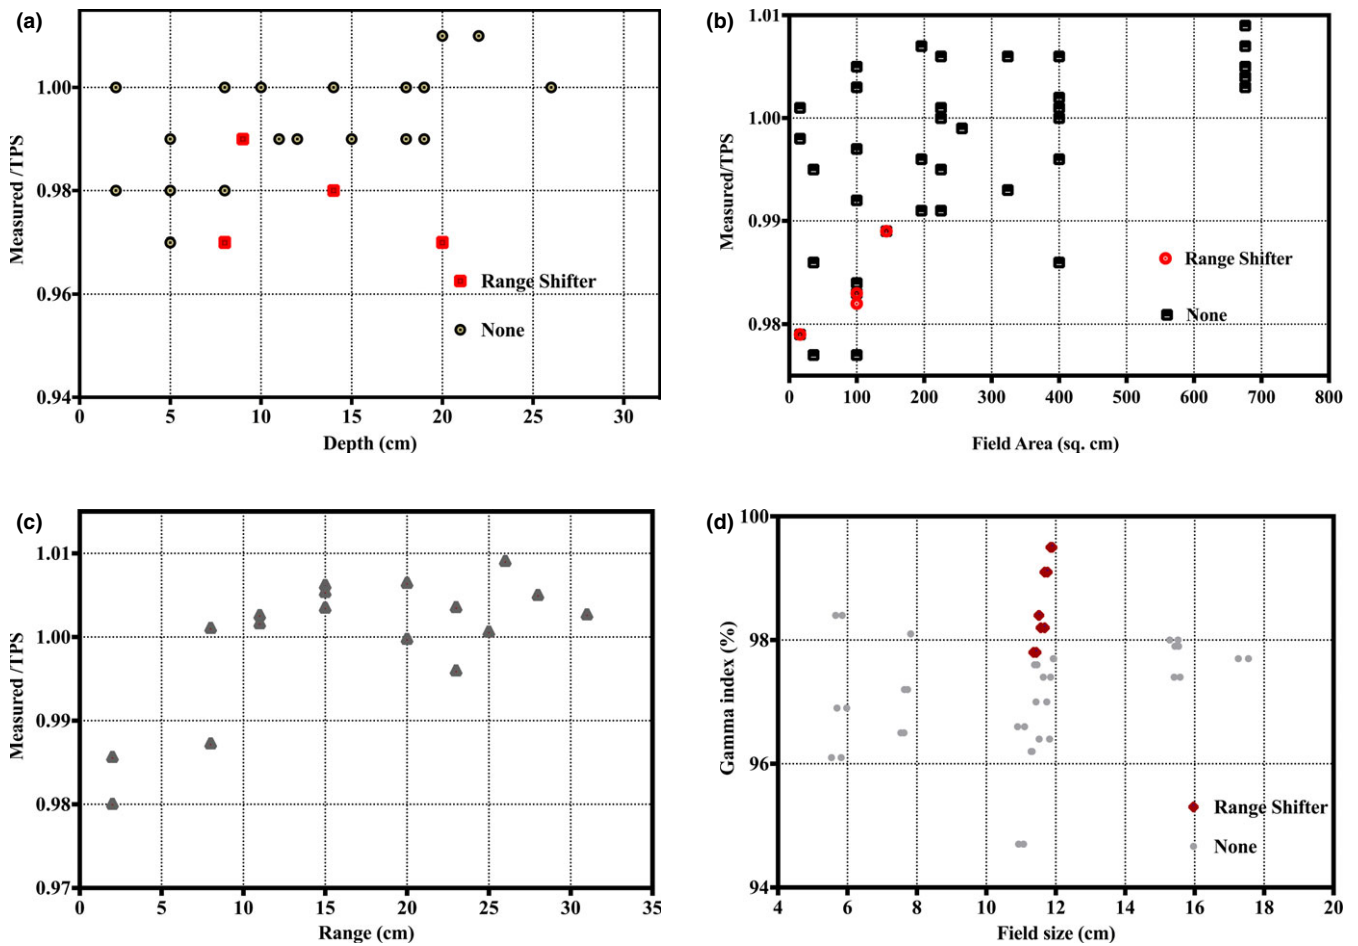 (a)
Measured /TPS
1.00
0.98
0.96
0.94
Range Shifter
None
0 5 10 15 20 25 30
Depth (cm)
(b)
Measured/TPS
1.01
1.00
0.99
0.98
Range Shifter
None
0 100 200 300 400 500 600 700 800
Field Area (sq. cm)
(c)
Measured /TPS
1.01
1.00
0.99
0.98
0.97
0 5 10 15 20 25 30 35
Range (cm)
(d)
Gamma index (%)
100
98
96
94
Range Shifter
None
4 6 8 10 12 14 16 18 20
Field size (cm)